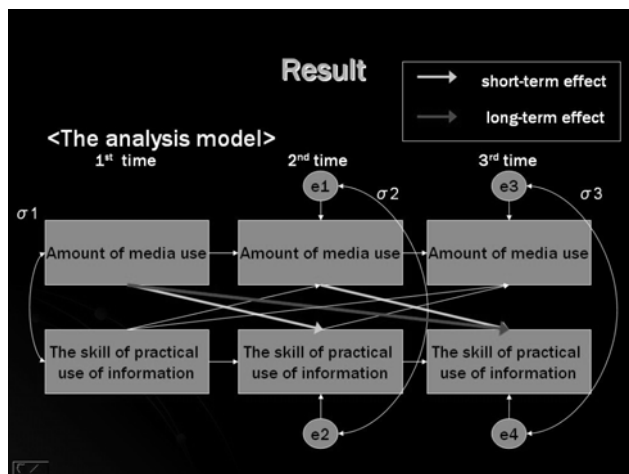 Result
short-term effect
long-term effect
<The analysis model>
1st time
2nd time
3rd time
e1
e3
σ1
σ2
σ3
Amount of media use
Amount of media use
Amount of media use
The skill of practical
use of information
The skill of practical
use of information
The skill of practical
use of information
e2
e4